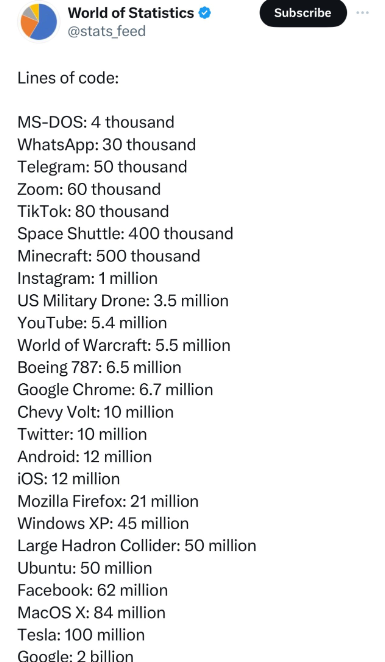 World of Statistics
@stats_feed
Subscribe
Lines of code:
MS-DOS: 4 thousand
WhatsApp: 30 thousand
Telegram: 50 thousand
Zoom: 60 thousand
TikTok: 80 thousand
Space Shuttle: 400 thousand
Minecraft: 500 thousand
Instagram: 1 million
US Military Drone: 3.5 million
YouTube: 5.4 million
World of Warcraft: 5.5 million
Boeing 787: 6.5 million
Google Chrome: 6.7 million
Chevy Volt: 10 million
Twitter: 10 million
Android: 12 million
iOS: 12 million
Mozilla Firefox: 21 million
Windows XP: 45 million
Large Hadron Collider: 50 million
Ubuntu: 50 million
Facebook: 62 million
MacOS X: 84 million
Tesla: 100 million
Google: 2 billion